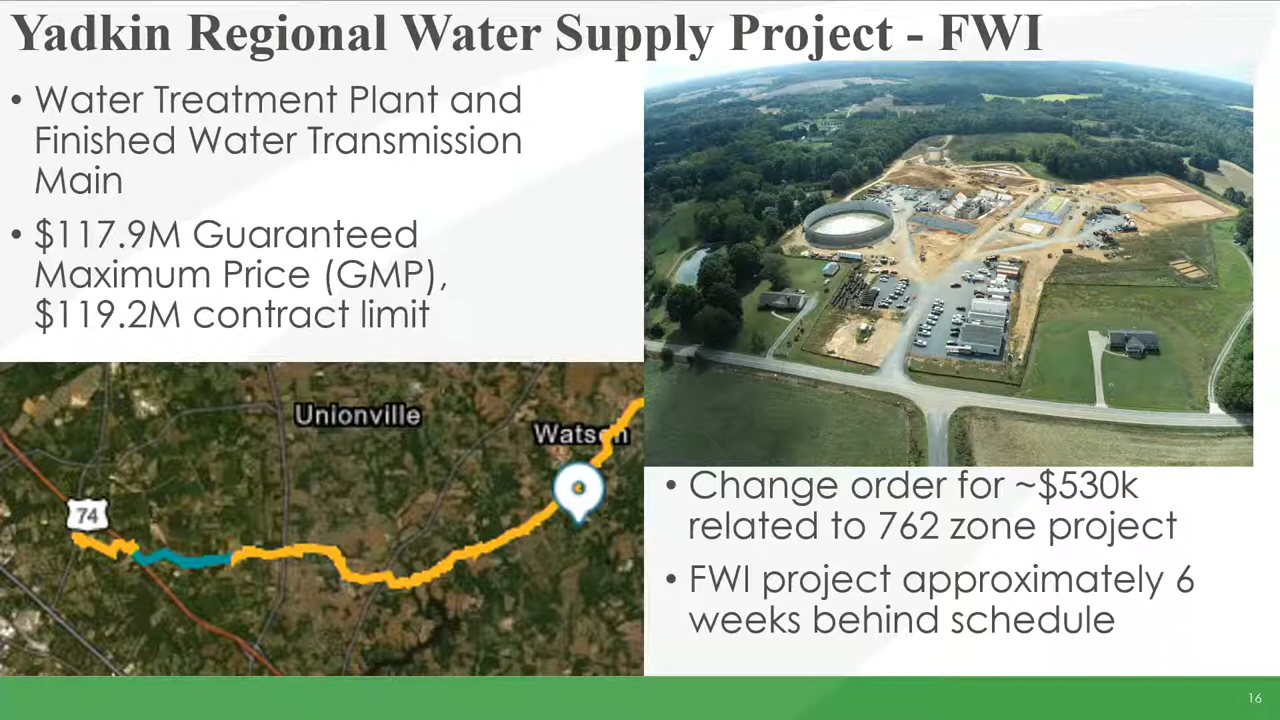 Yadkin Regional Water Supply Project - FWI
• Water Treatment Plant and
Finished Water Transmission
Main
• $117.9M Guaranteed
Maximum Price (GMP),
$119.2M contract limit
Unionville
Watson
74
• Change order for ~$530k
related to 762 zone project
• FWI project approximately 6
weeks behind schedule
16